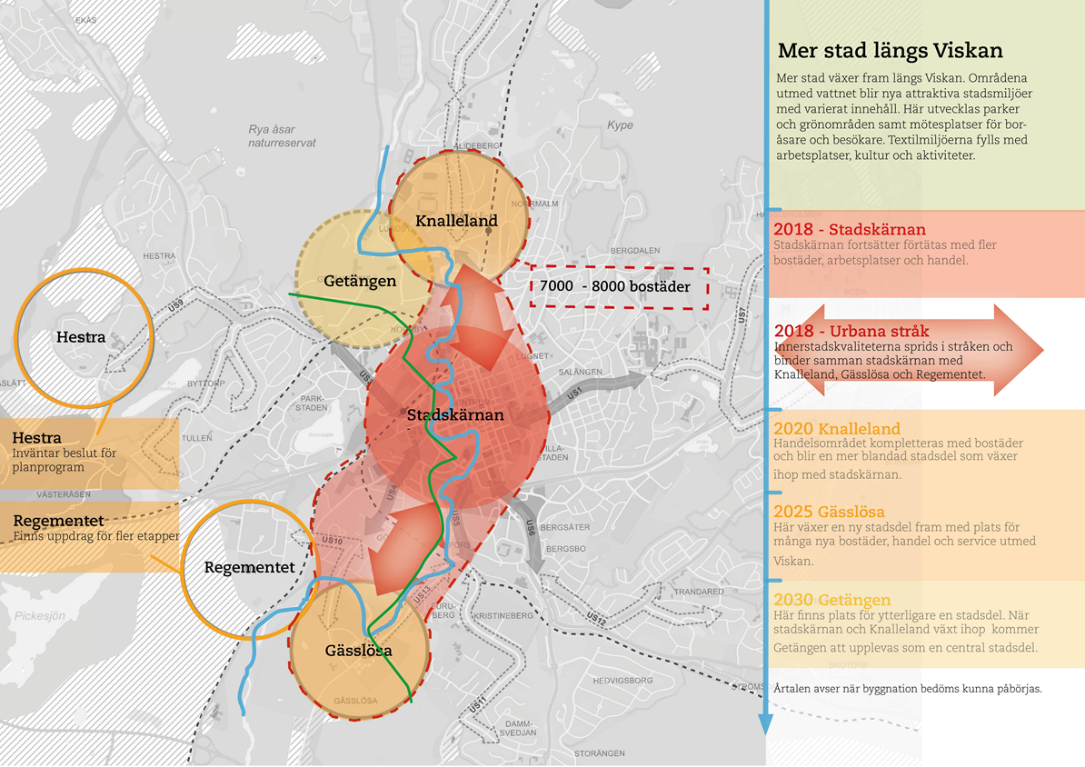 EKÅS
Rya åsar
naturreservat
Kype
ALIDEBERG
Knalleland
NORRMALM
BERGDALEN
HESTRA
Getängen
7000 - 8000 bostäder
US9
US7
Hestra
LUGNET
SALÄNGEN
US1
BYTTORP
PARK-
STADEN
Stadskärnan
TULLEN
VILLA-
STADEN
Hestra
Inväntar beslut för
planprogram
VÄSTERÅSEN
US4
US5
US6
Regementet
Finns uppdrag för fler etapper
BERGSÄTER
US10
BERGSBO
Regementet
US13
TRANDARED
Pickesjön
KRISTINEBERG
US12
Gässlösa
HEDVIGSBORG
GÄSSLÖSA
US11
DAMM-
SVEDJAN
STORÄNGEN
Mer stad längs Viskan
Mer stad växer fram längs Viskan. Områdena
utmed vattnet blir nya attraktiva stadsmiljöer
med varierat innehåll. Här utvecklas parker
och grönområden samt mötesplatser för bor-
åsare och besökare. Textilmiljöerna fylls med
arbetsplatser, kultur och aktiviteter.
2018 - Stadskärnan
Stadskärnan fortsätter förtätas med fler
bostäder, arbetsplatser och handel.
2018 - Urbana stråk
Innerstadskvaliteterna sprids i stråken och
binder samman stadskärnan med
Knalleland, Gässlösa och Regementet.
2020 Knalleland
Handelsområdet kompletteras med bostäder
och blir en mer blandad stadsdel som växer
ihop med stadskärnan.
2025 Gässlösa
Här växer en ny stadsdel fram med plats för
många nya bostäder, handel och service utmed
Viskan.
2030 Getängen
Här finns plats för ytterligare en stadsdel. När
stadskärnan och Knalleland växt ihop kommer
Getängen att upplevas som en central stadsdel.
Årtalen avser när byggnation bedöms kunna påbörjas.